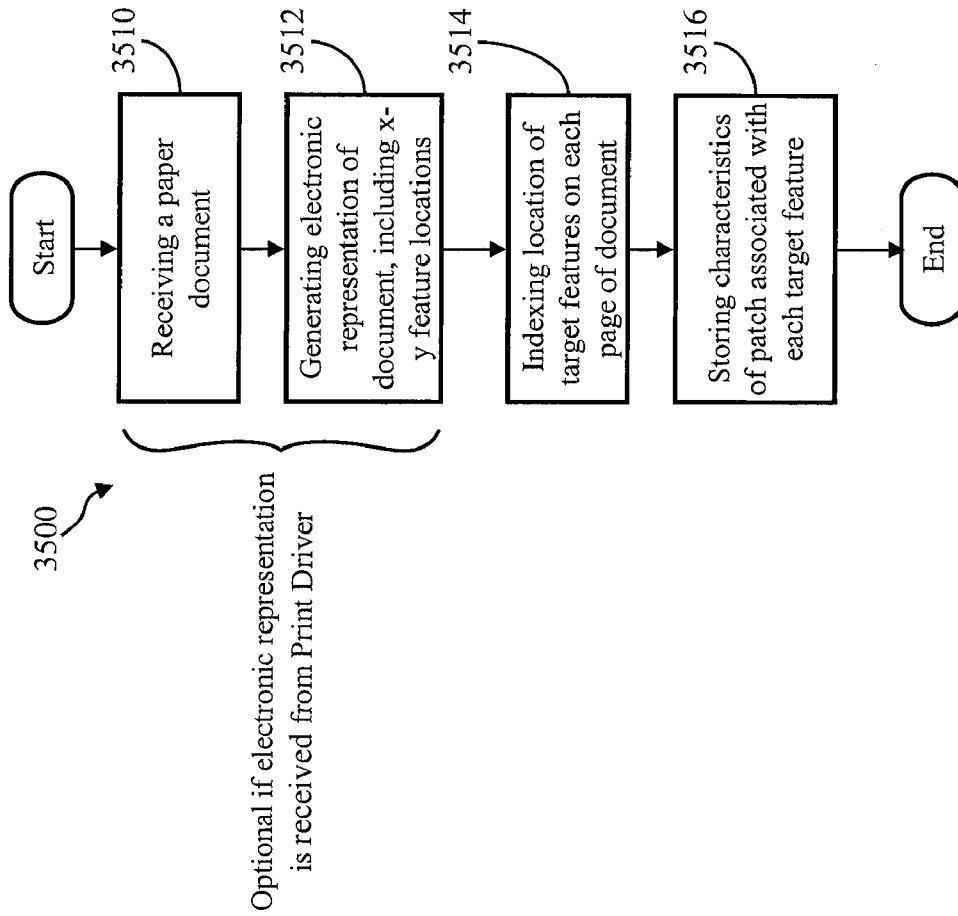 3500
Start
Receiving a paper
document
3510
Optional if electronic representation
is received from Print Driver
Generating electronic
representation of
document, including x-
y feature locations
3512
Indexing location of
target features on each
page of document
3514
Storing characteristics
of patch associated with
each target feature
3516
End